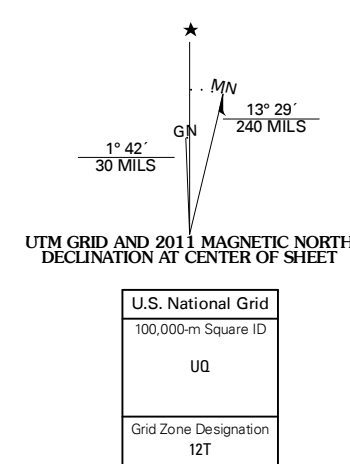 MN
13° 29´
240 MILS
GN
1° 42´
30 MILS
UTM GRID AND 2011 MAGNETIC NORTH
DECLINATION AT CENTER OF SHEET
U.S. National Grid
100,000-m Square ID
UQ
Grid Zone Designation
12T